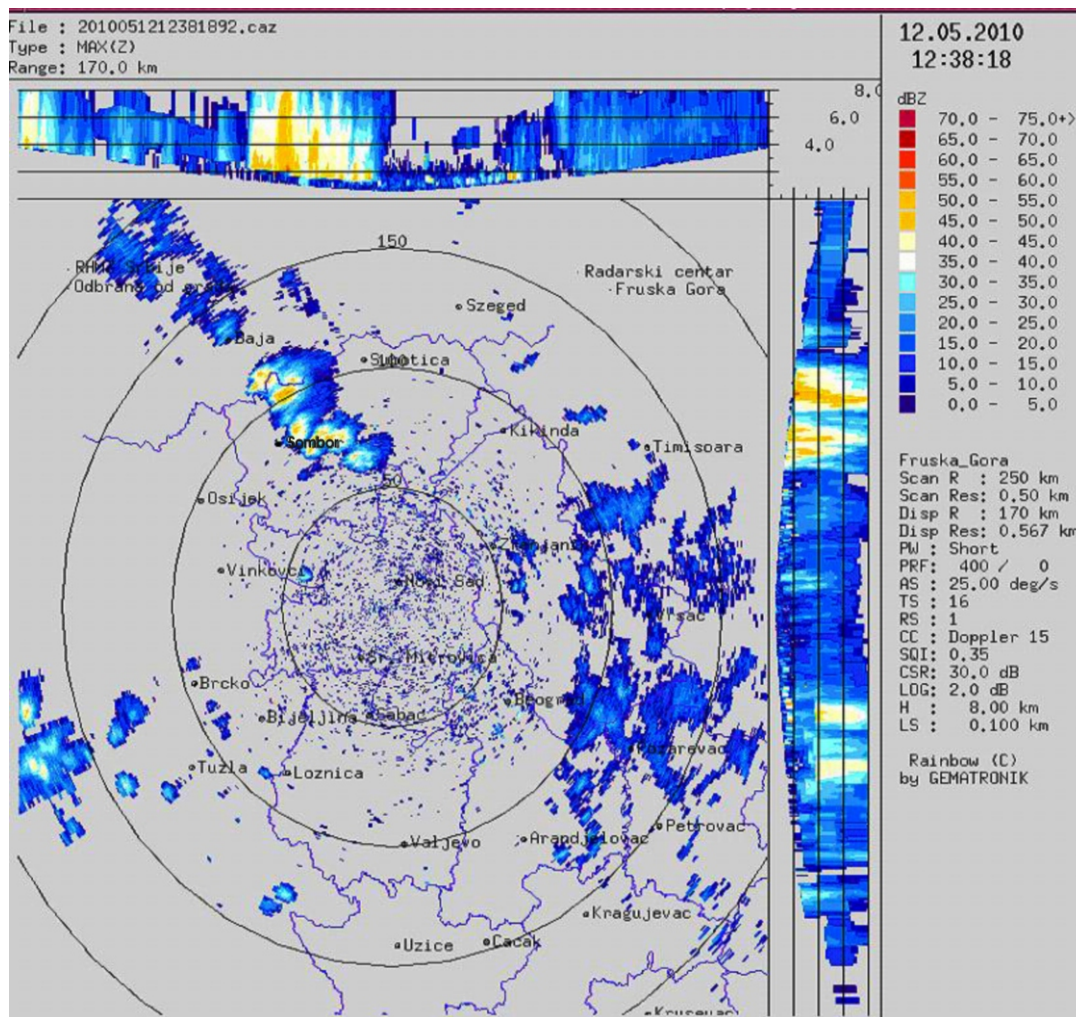 File : 2010051212381892.caz
Type : MAX(Z)
Range: 170.0 km
12.05.2010
12:38:18
8.0
6.0
4.0
dBZ
70.0 - 75.0+>
65.0 - 70.0
60.0 - 65.0
55.0 - 60.0
50.0 - 55.0
45.0 - 50.0
40.0 - 45.0
35.0 - 40.0
30.0 - 35.0
25.0 - 30.0
20.0 - 25.0
15.0 - 20.0
10.0 - 15.0
5.0 - 10.0
0.0 - 5.0
Fruska_Gora
Scan R : 250 km
Scan Res: 0.50 km
Disp R : 170 km
Disp Res: 0.567 km
PW : Short
PRF: 400 / 0
AS : 25.00 deg/s
TS : 16
RS : 1
CC : Doppler 15
SQI: 0.35
CSR: 30.0 dB
LOG: 2.0 dB
H : 8.00 km
LS : 0.100 km
Rainbow (C)
by GEMATRONIK
150
Srbije
Odbrana od
Radarski centar
Fruska Gora
Szeged
Baja
Subotica
100
Sombor
Kikinda
Timisoara
50
Osijek
Vinkovci
Novi Sad
Vrsac
Sr. Mitrovica
Brcko
Beograd
Bijeljina
Sabac
Pozarevac
Tuzla
Loznica
Petrovac
Valjevo
Arandjelovac
Kragujevac
Uzice
Cacak